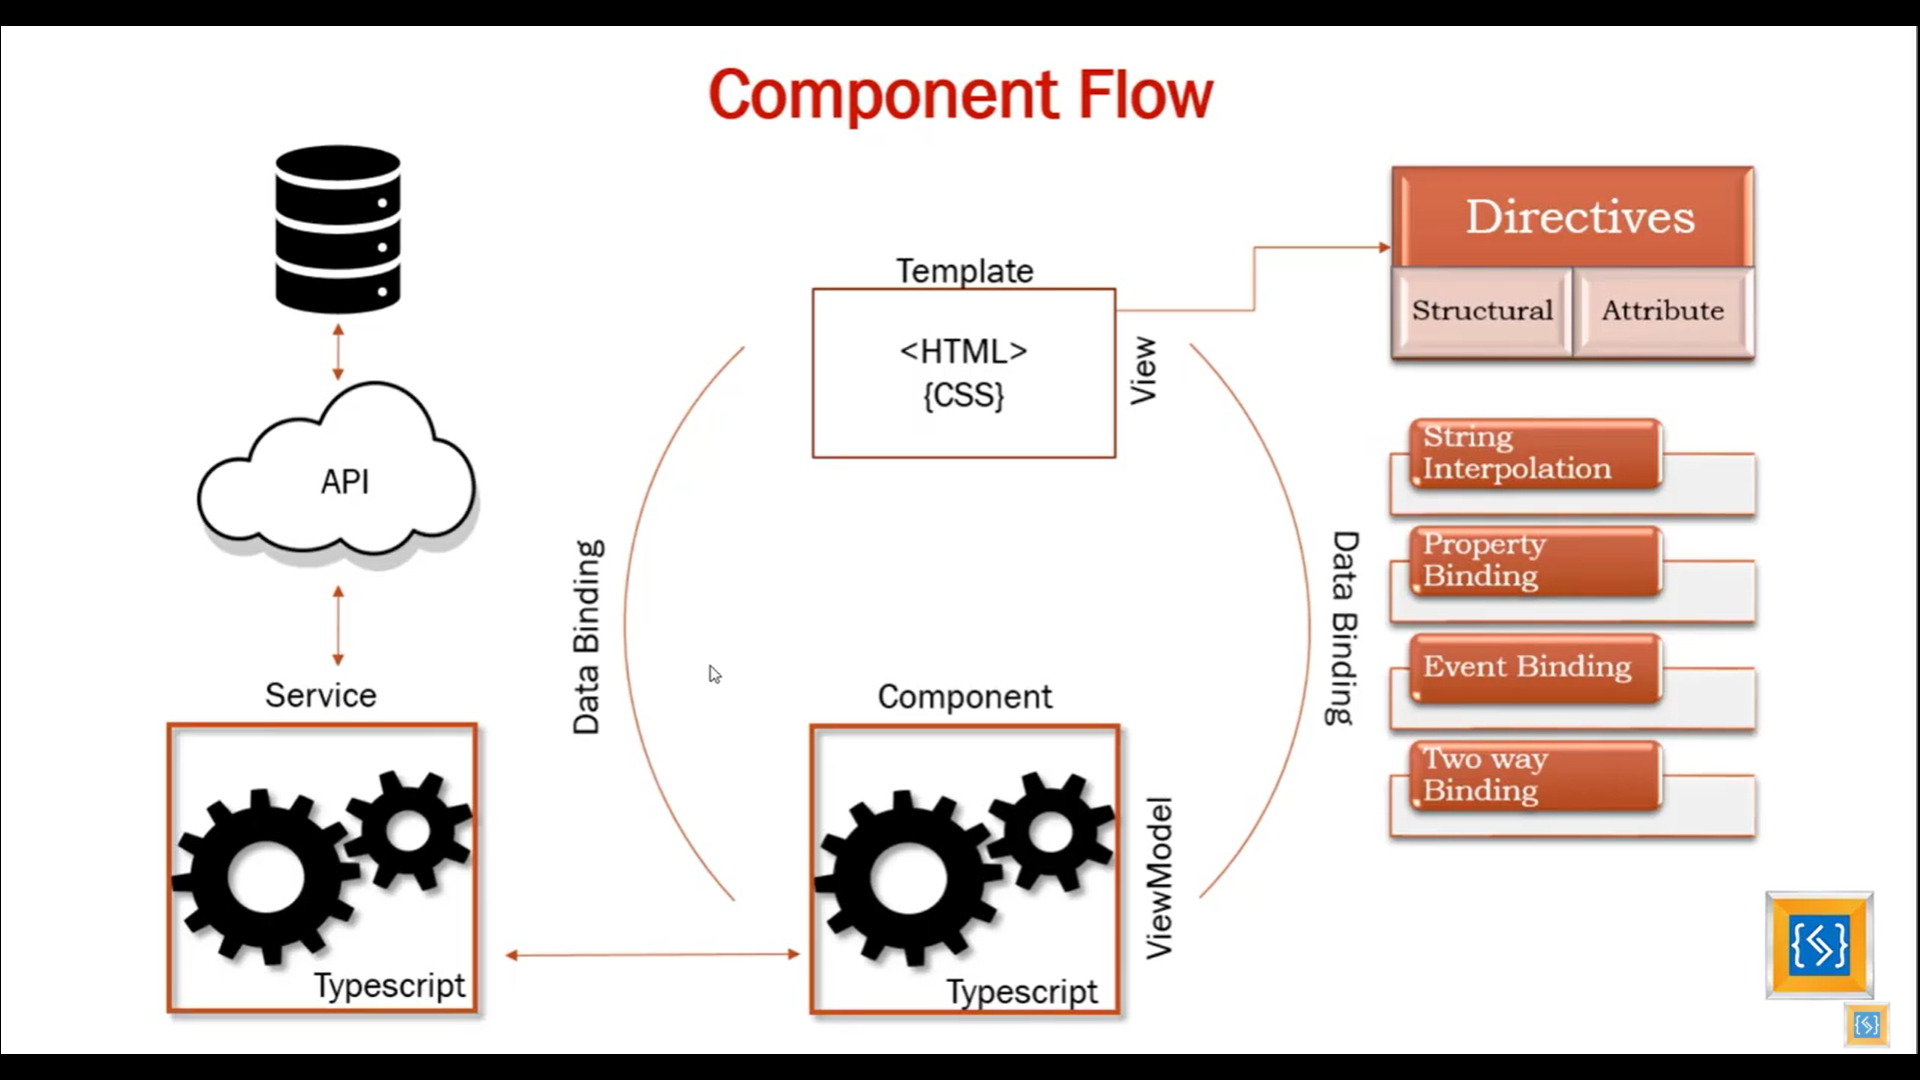 Component Flow
Directives
Structural
Attribute
Template
<HTML>
{CSS}
View
String
Interpolation
API
Property
Binding
Data Binding
Data Binding
Event Binding
Service
Component
Two way
Binding
ViewModel
Typescript
Typescript